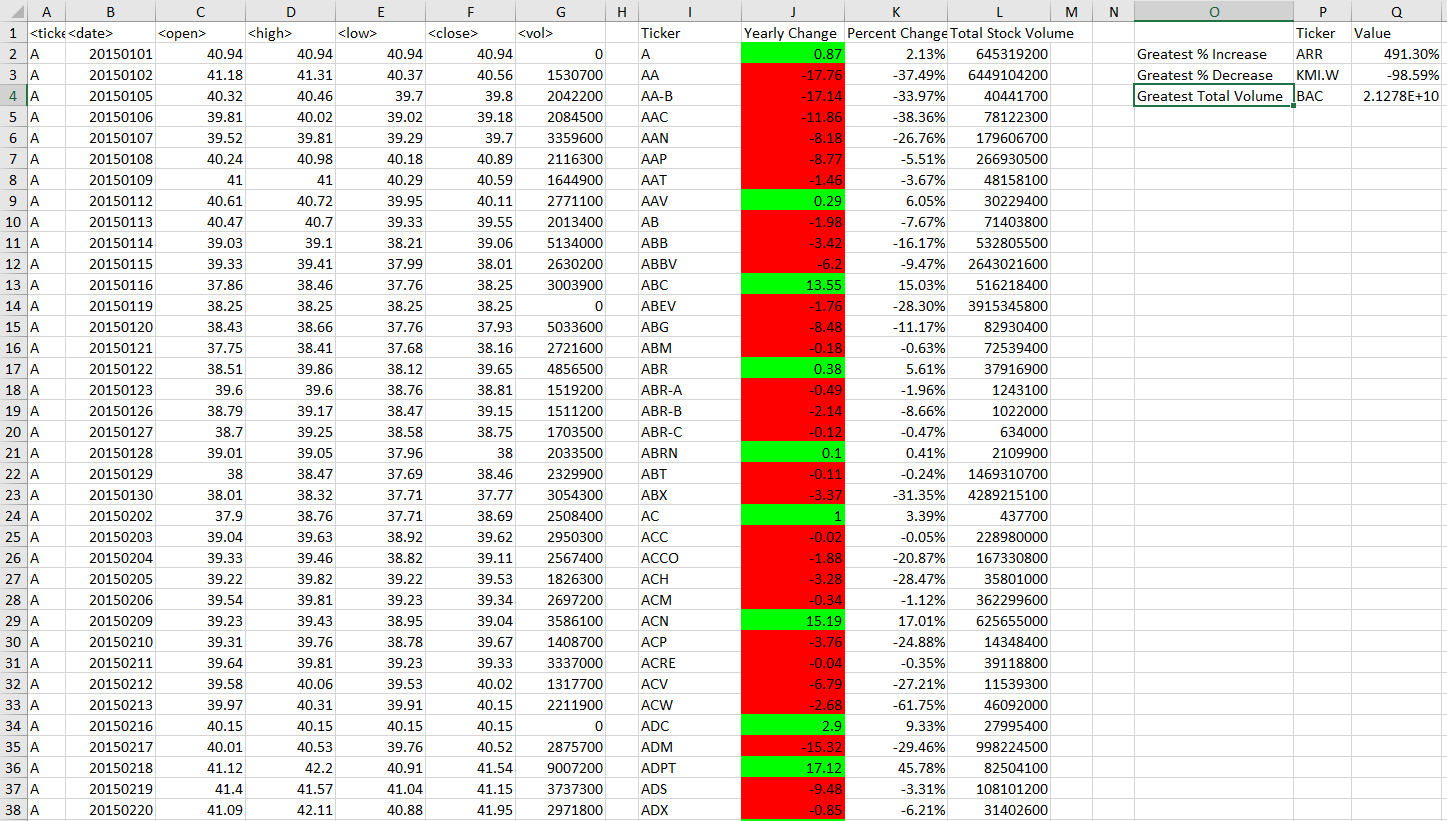 A B C D E F G H I J K L M N O P Q
1 <ticke <date> <open> <high> <low> <close> <vol> Ticker Yearly Change Percent Change Total Stock Volume Ticker Value
2 A 20150101 40.94 40.94 40.94 40.94 0 A 0.87 2.13% 645319200 Greatest % Increase ARR 491.30%
3 A 20150102 41.18 41.31 40.37 40.56 1530700 AA -17.76 -37.49% 6449104200 Greatest % Decrease KMI.W -98.59%
4 A 20150105 40.32 40.46 39.7 39.8 2042200 AA-B -17.14 -33.97% 40441700 Greatest Total Volume BAC 2.1278E+10
5 A 20150106 39.81 40.02 39.02 39.18 2084500 AAC -11.86 -38.36% 78122300
6 A 20150107 39.52 39.81 39.29 39.7 3359600 AAN -8.18 -26.76% 179606700
7 A 20150108 40.24 40.98 40.18 40.89 2116300 AAP -8.77 -5.51% 266930500
8 A 20150109 41 41 40.29 40.59 1644900 AAT -1.46 -3.67% 48158100
9 A 20150112 40.61 40.72 39.95 40.11 2771100 AAV 0.29 6.05% 30229400
10 A 20150113 40.47 40.7 39.33 39.55 2013400 AB -1.98 -7.67% 71403800
11 A 20150114 39.03 39.1 38.21 39.06 5134000 ABB -3.42 -16.17% 532805500
12 A 20150115 39.33 39.41 37.99 38.01 2630200 ABBV -6.2 -9.47% 2643021600
13 A 20150116 37.86 38.46 37.76 38.25 3003900 ABC 13.55 15.03% 516218400
14 A 20150119 38.25 38.25 38.25 38.25 0 ABEV -1.76 -28.30% 3915345800
15 A 20150120 38.43 38.66 37.76 37.93 5033600 ABG -8.48 -11.17% 82930400
16 A 20150121 37.75 38.41 37.68 38.16 2721600 ABM -0.18 -0.63% 72539400
17 A 20150122 38.51 39.86 38.12 39.65 4856500 ABR 0.38 5.61% 37916900
18 A 20150123 39.6 39.6 38.76 38.81 1519200 ABR-A -0.49 -1.96% 1243100
19 A 20150126 38.79 39.17 38.47 39.15 1511200 ABR-B -2.14 -8.66% 1022000
20 A 20150127 38.7 39.25 38.58 38.75 1703500 ABR-C -0.12 -0.47% 634000
21 A 20150128 39.01 39.05 37.96 38 2033500 ABRN 0.1 0.41% 2109900
22 A 20150129 38 38.47 37.69 38.46 2329900 ABT -0.11 -0.24% 1469310700
23 A 20150130 38.01 38.32 37.71 37.77 3054300 ABX -3.37 -31.35% 4289215100
24 A 20150202 37.9 38.76 37.71 38.69 2508400 AC 1 3.39% 437700
25 A 20150203 39.04 39.63 38.92 39.62 2950300 ACC -0.02 -0.05% 228980000
26 A 20150204 39.33 39.46 38.82 39.11 2567400 ACCO -1.88 -20.87% 167330800
27 A 20150205 39.22 39.82 39.22 39.53 1826300 ACH -3.28 -28.47% 35801000
28 A 20150206 39.54 39.81 39.23 39.34 2697200 ACM -0.34 -1.12% 362299600
29 A 20150209 39.23 39.43 38.95 39.04 3586100 ACN 15.19 17.01% 625655000
30 A 20150210 39.31 39.76 38.78 39.67 1408700 ACP -3.76 -24.88% 14348400
31 A 20150211 39.64 39.81 39.23 39.33 3337000 ACRE -0.04 -0.35% 39118800
32 A 20150212 39.58 40.06 39.53 40.02 1317700 ACV -6.79 -27.21% 11539300
33 A 20150213 39.97 40.31 39.91 40.15 2211900 ACW -2.68 -61.75% 46092000
34 A 20150216 40.15 40.15 40.15 40.15 0 ADC 2.9 9.33% 27995400
35 A 20150217 40.01 40.53 39.76 40.52 2875700 ADM -15.32 -29.46% 998224500
36 A 20150218 41.12 42.2 40.91 41.54 9007200 ADPT 17.12 45.78% 82504100
37 A 20150219 41.4 41.57 41.04 41.15 3737300 ADS -9.48 -3.31% 108101200
38 A 20150220 41.09 42.11 40.88 41.95 2971800 ADX -0.85 -6.21% 31402600